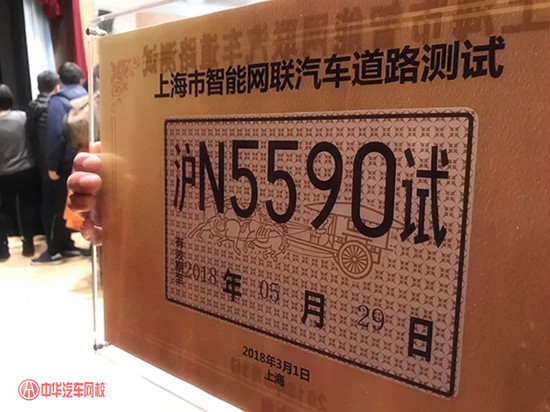 上海市智能网联汽车道路测试
沪N5590试
有效期至
2018年05月29日
2018年3月1日
上海
中华汽车网校